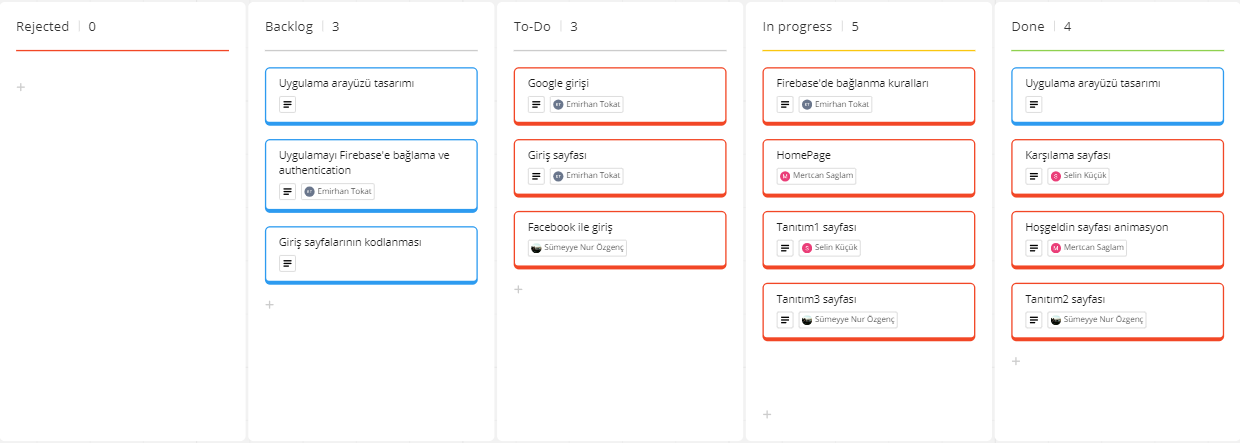 Rejected 0
+
Backlog 3
Uygulama arayüzü tasarımı
Uygulamayı Firebase'e bağlama ve
authentication
ET Emirhan Tokat
Giriş sayfalarının kodlanması
+
To-Do 3
Google girişi
ET Emirhan Tokat
Giriş sayfası
ET Emirhan Tokat
Facebook ile giriş
Sümeyye Nur Özgenç
+
In progress 5
Firebase'de bağlanma kuralları
ET Emirhan Tokat
HomePage
M Mertcan Saglam
Tanıtım1 sayfası
S Selin Küçük
Tanıtım3 sayfası
Sümeyye Nur Özgenç
+
Done 4
Uygulama arayüzü tasarımı
Karşılama sayfası
S Selin Küçük
Hoşgeldin sayfası animasyon
M Mertcan Saglam
Tanıtım2 sayfası
Sümeyye Nur Özgenç
+